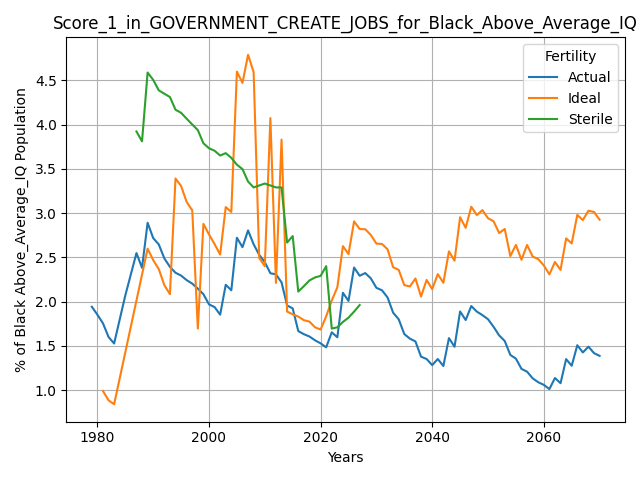 Score_1_in_GOVERNMENT_CREATE_JOBS_for_Black_Above_Average_IQ
Fertility
Actual
Ideal
Sterile
% of Black Above_Average_IQ Population
4.5
4.0
3.5
3.0
2.5
2.0
1.5
1.0
1980
2000
2020
2040
2060
Years